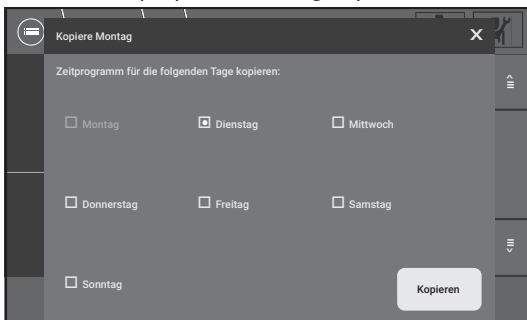 Kopiere Montag X
Zeitprogramm für die folgenden Tage kopieren:
Montag Dienstag Mittwoch
Donnerstag Freitag Samstag
Sonntag Kopieren